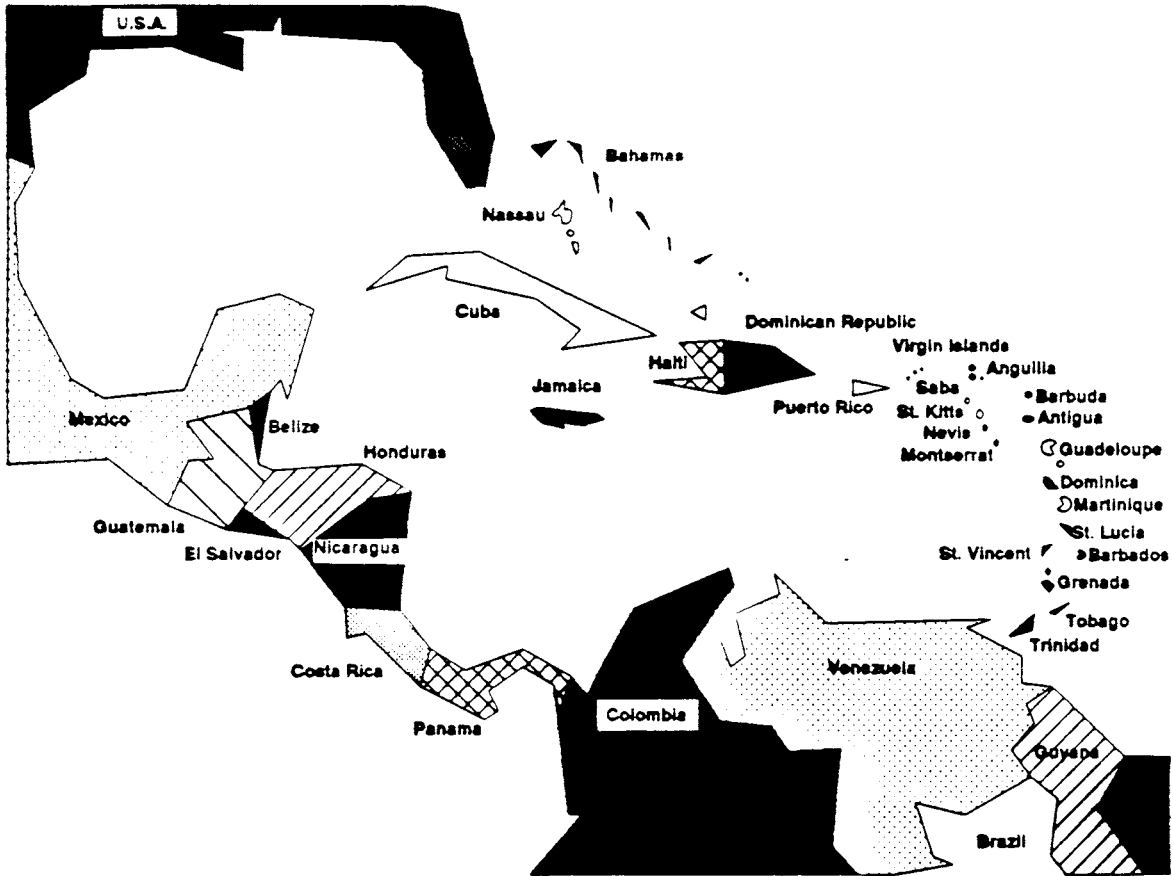 U.S.A.
Bahamas
Nassau
Cuba
Dominican Republic
Haiti
Virgin Islands
Anguilla
Jamaica
Saba
Puerto Rico
Barbuda
St. Kitts
Antigua
Mexico
Belize
Nevis
Honduras
Montserrat
Guadeloupe
Dominica
Martinique
Guatemala
St. Lucia
El Salvador
Nicaragua
St. Vincent
Barbados
Grenada
Tobago
Trinidad
Costa Rica
Venezuela
Panama
Colombia
Guyana
Brazil